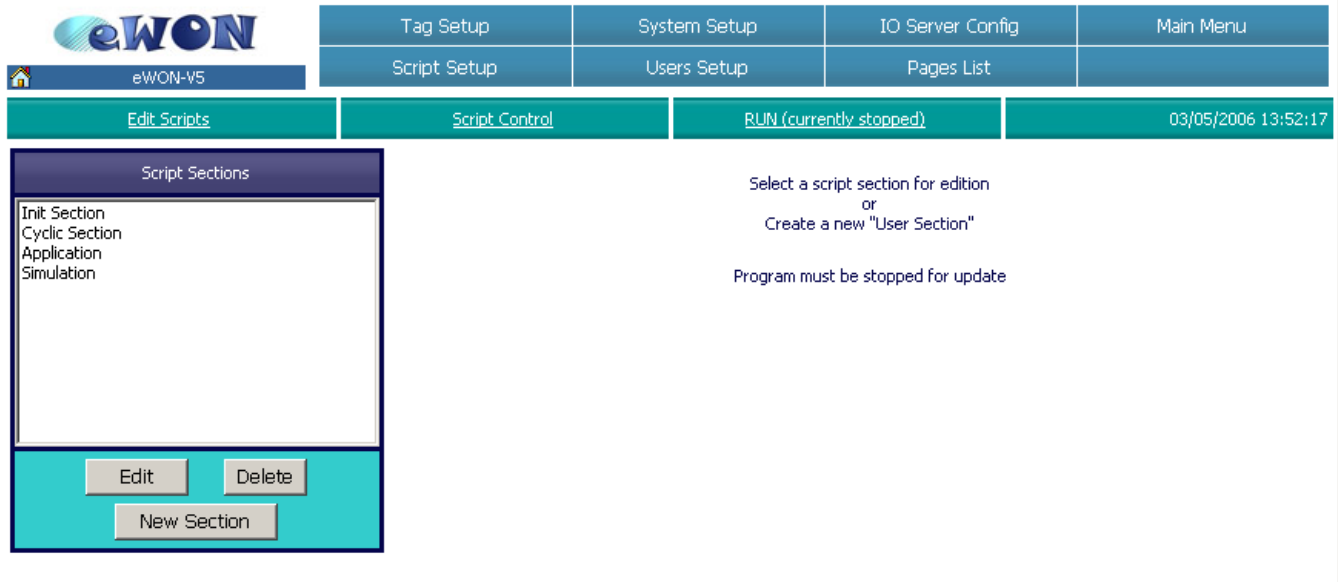 eWON
Tag Setup
System Setup
IO Server Config
Main Menu
eWON-V5
Script Setup
Users Setup
Pages List
Edit Scripts
Script Control
RUN (currently stopped)
03/05/2006 13:52:17
Script Sections
Init Section
Cyclic Section
Application
Simulation
Edit
Delete
New Section
Select a script section for edition
or
Create a new "User Section"
Program must be stopped for update